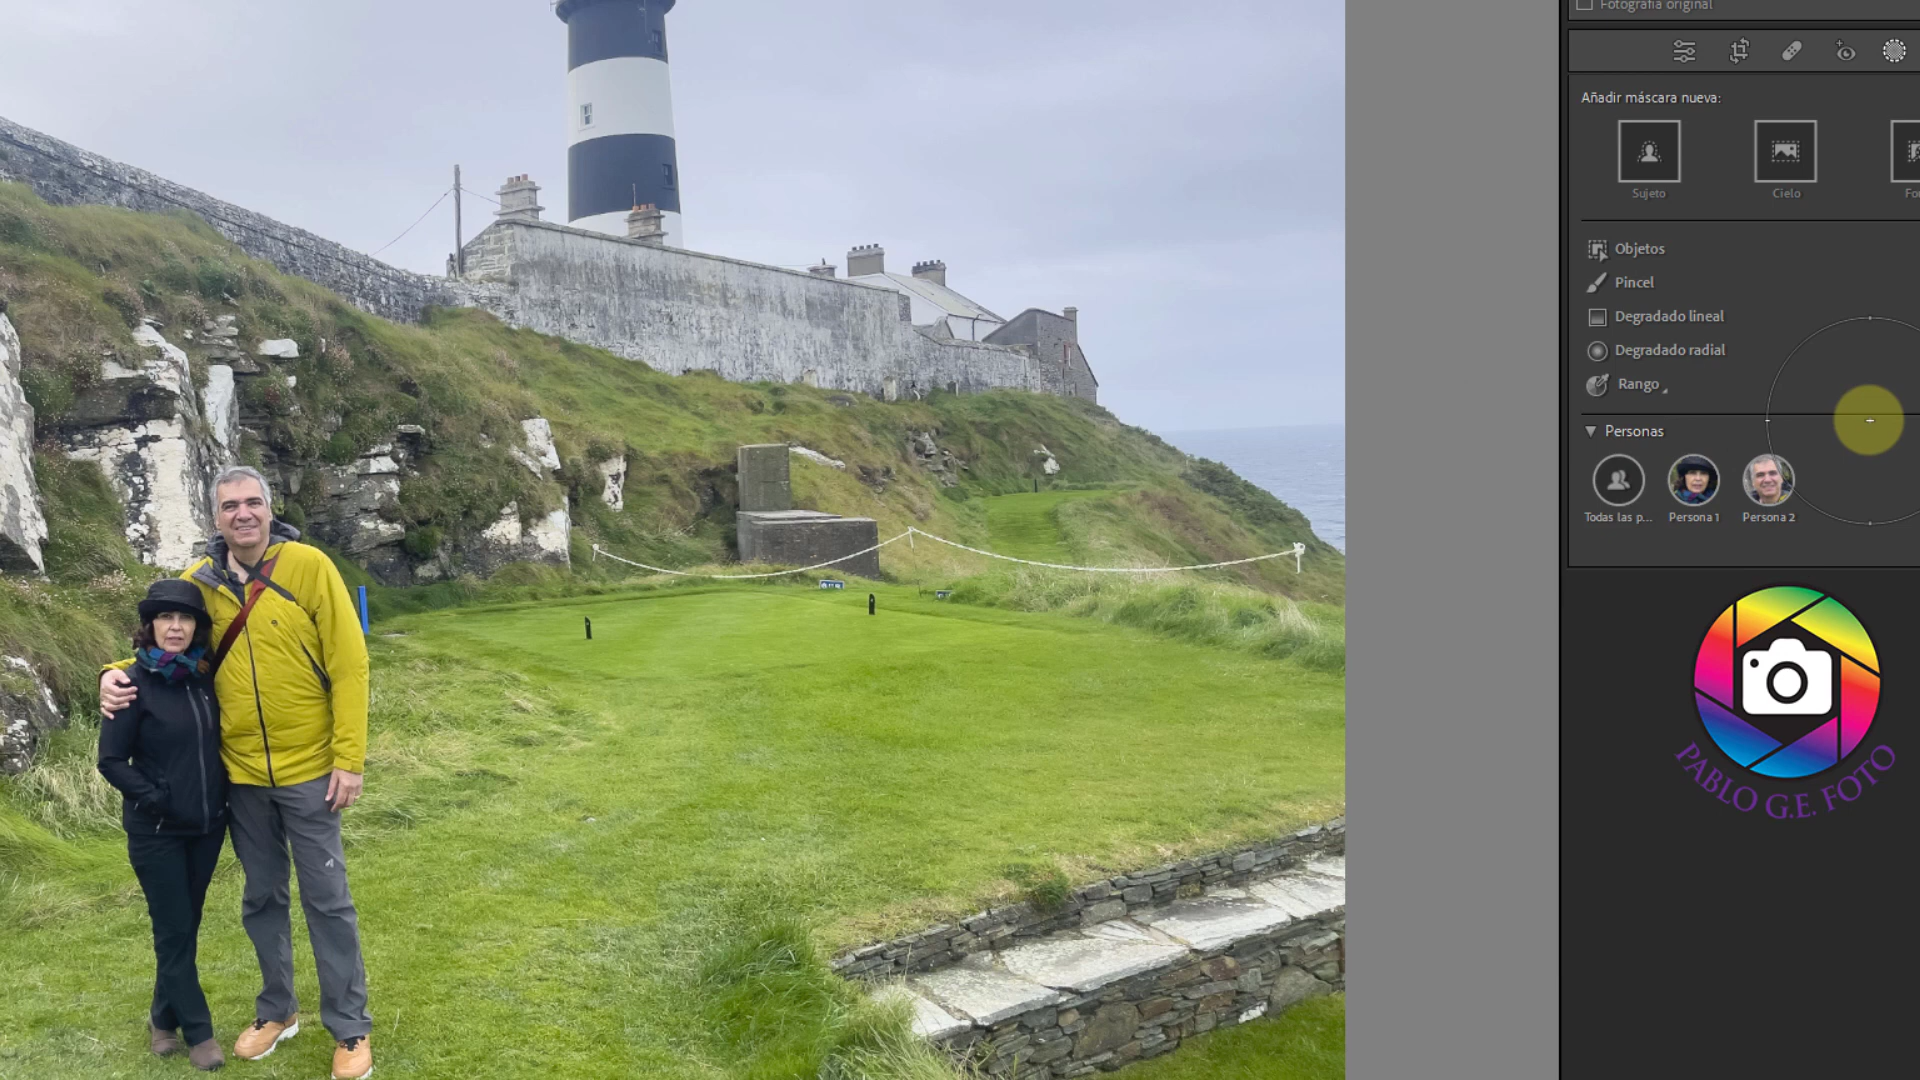 Fotografía original
Añadir máscara nueva:
Sujeto
Cielo
Objetos
Pincel
Degradado lineal
Degradado radial
Rango
Personas
Todas las p...
Persona 1
Persona 2
PABLO G.E. FOTO